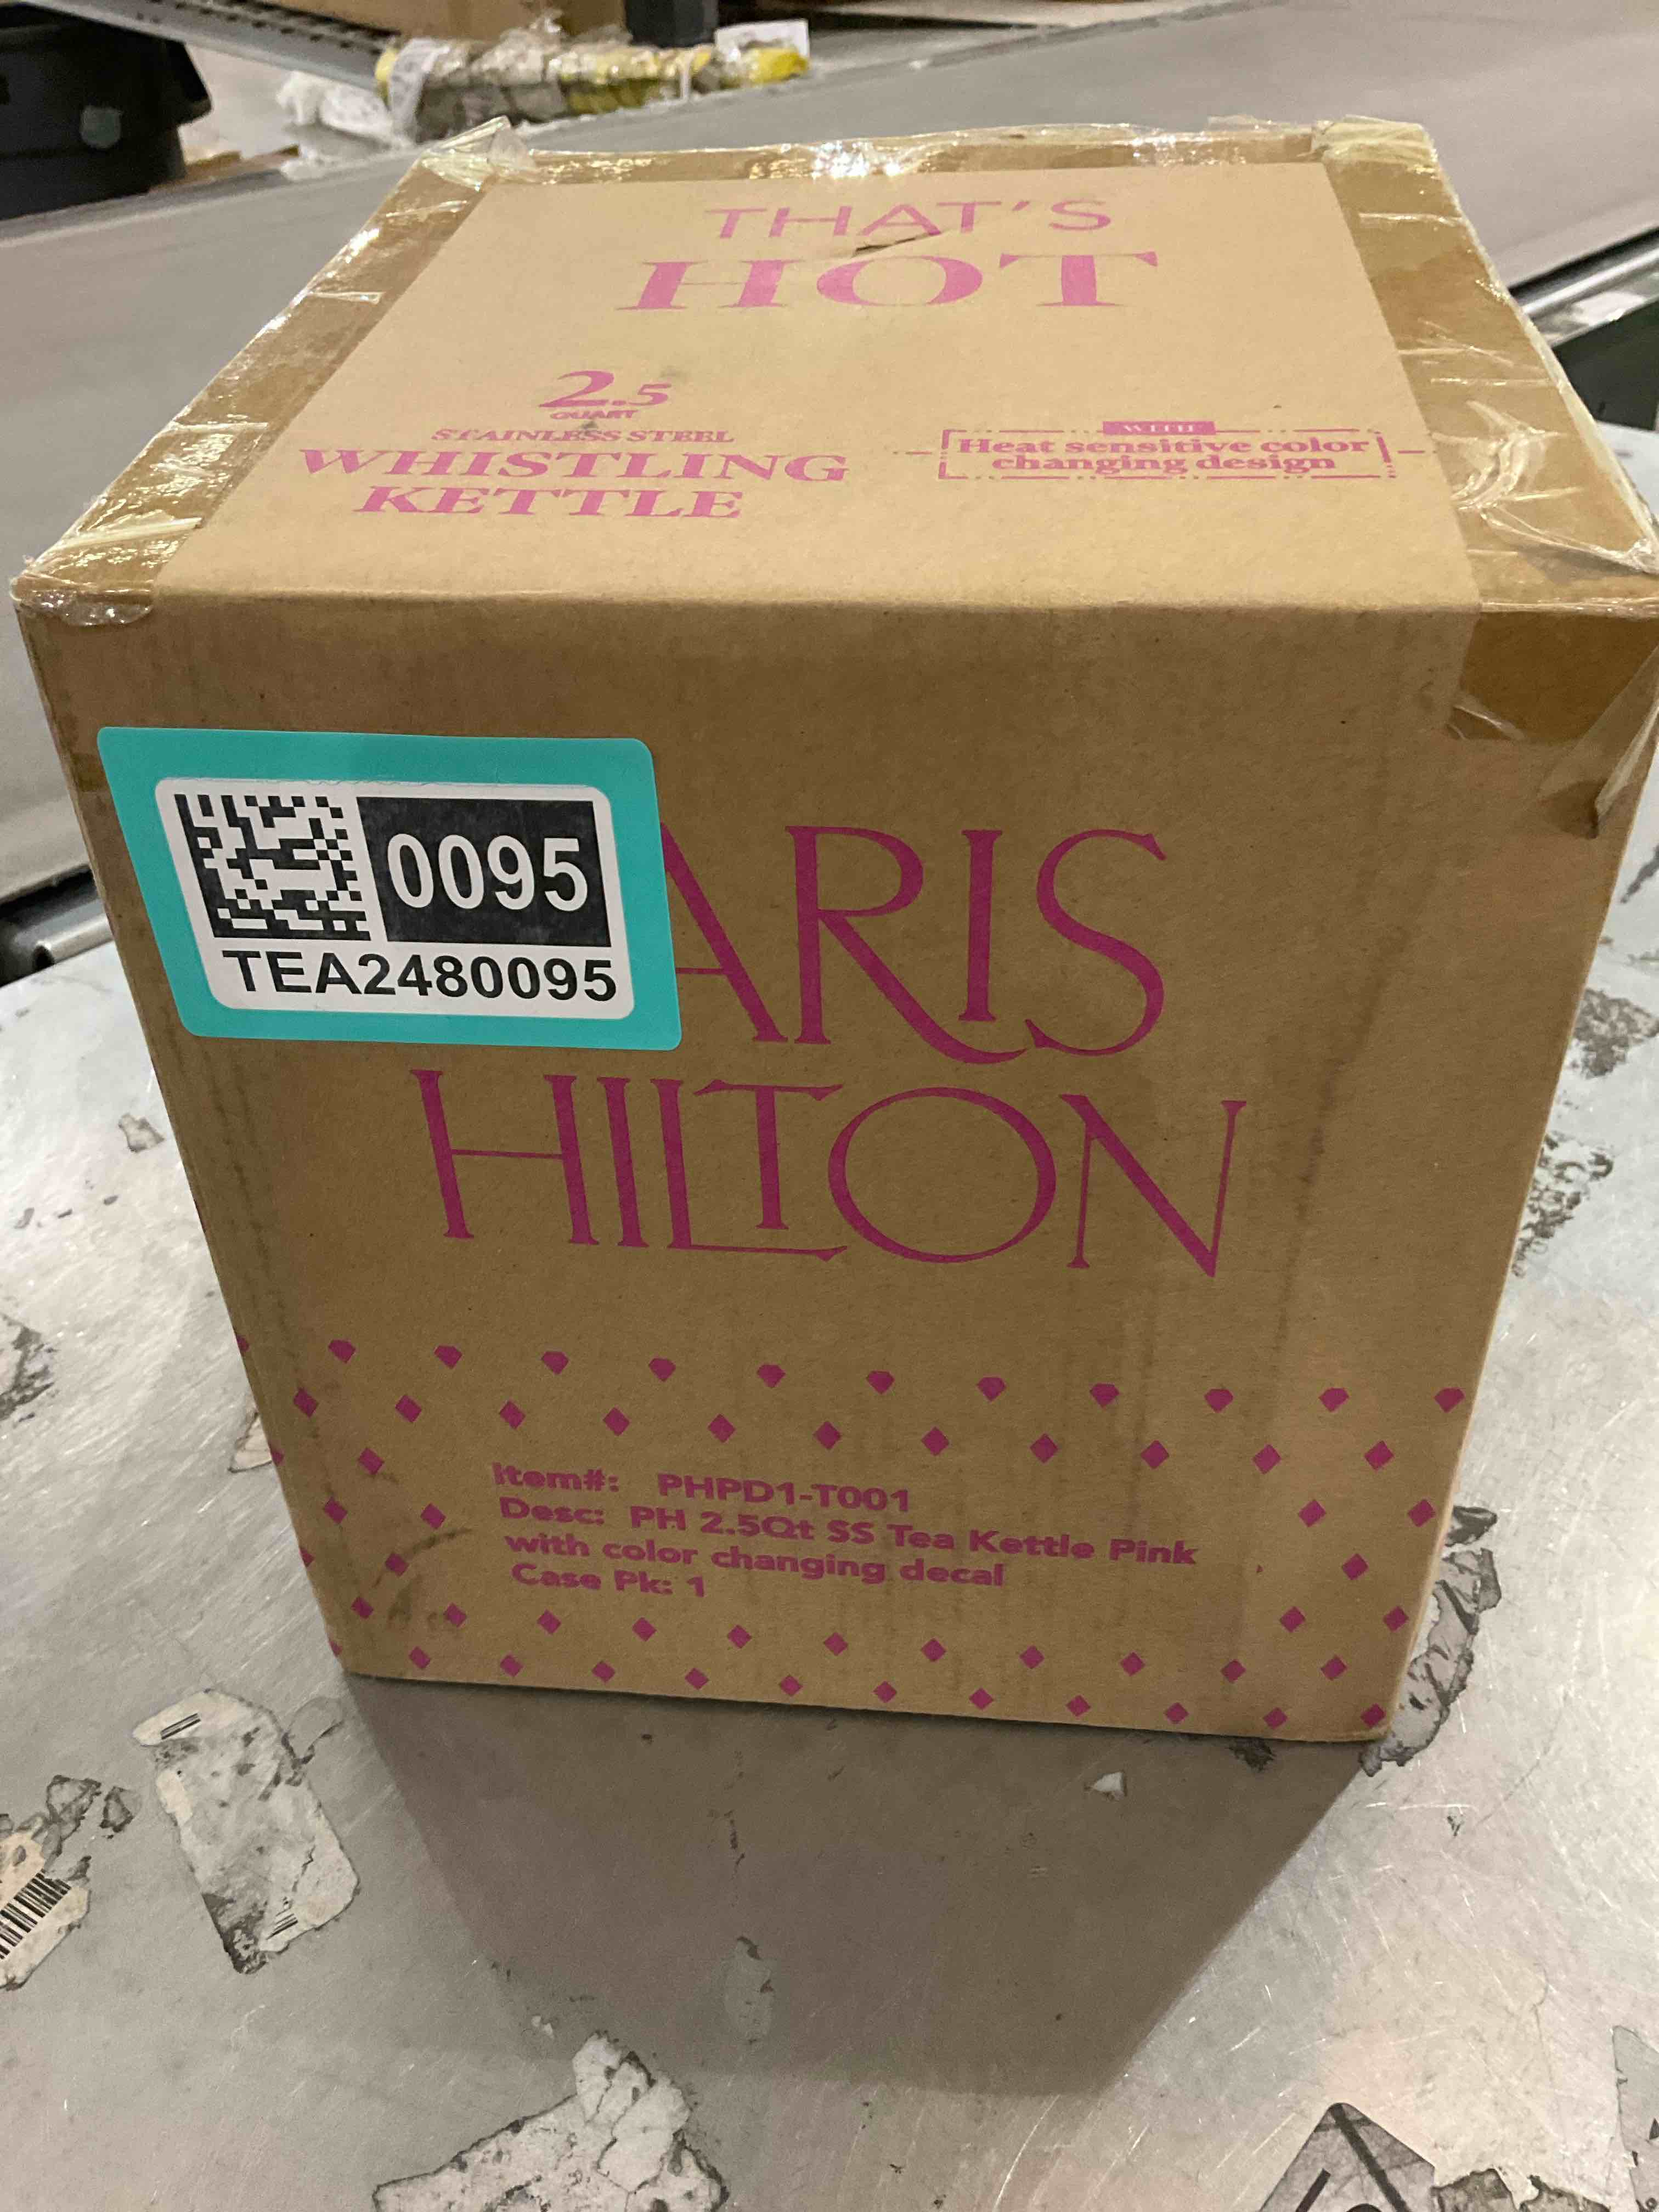 THAT'S
HOT
2.5
QUART
STAINLESS STEEL
WHISTLING
KETTLE
WITH
Heat sensitive color
changing design
0095
TEA2480095
ARIS
HILTON
Item#: PHPD1-T001
Desc: PH 2.5Qt SS Tea Kettle Pink
with color changing decal
Case Pk: 1